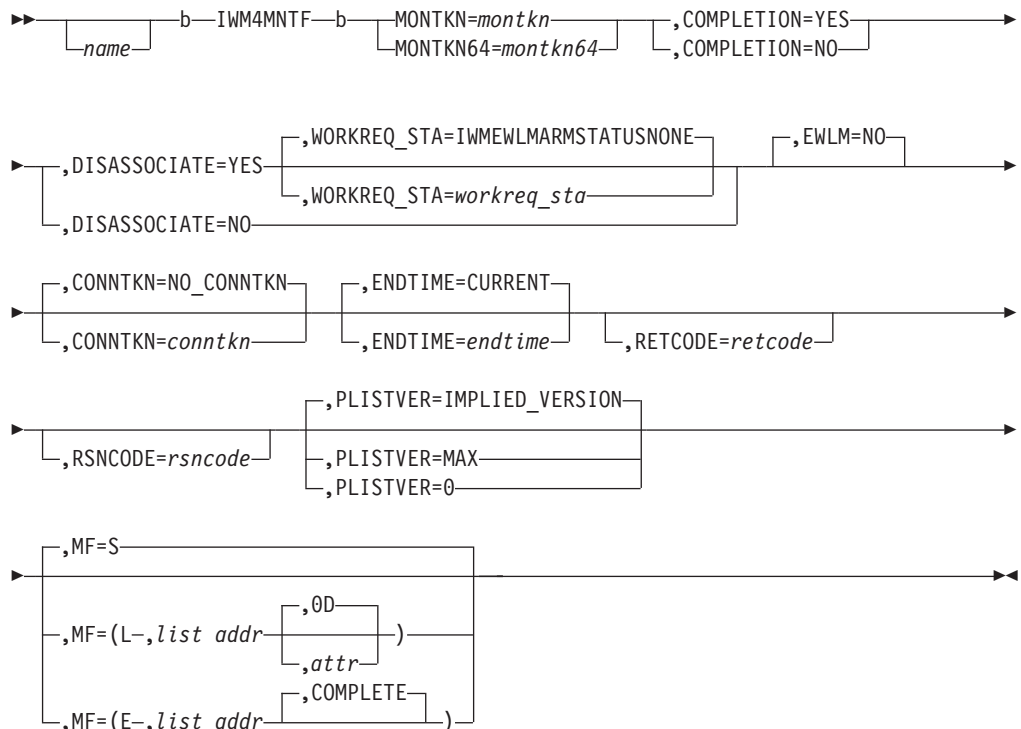 b IWM4MNTF b MONTKN=montkn ,COMPLETION=YES
name MONTKN64=montkn64 ,COMPLETION=NO
,WORKREQ_STA=IWMEWLMARMSTATUSNONE ,EWLM=NO
,DISASSOCIATE=YES
,WORKREQ_STA=workreq_sta
,DISASSOCIATE=NO
,CONNTKN=NO_CONNTKN ,ENDTIME=CURRENT
,CONNTKN=conntkn ,ENDTIME=endtime ,RETCODE=retcode
,PLISTVER=IMPLIED_VERSION
,RSNCODE=rsncode ,PLISTVER=MAX
,PLISTVER=0
,MF=S
,0D
,MF=(L ,list addr )
,attr
,COMPLETE
,MF=(E ,list addr )